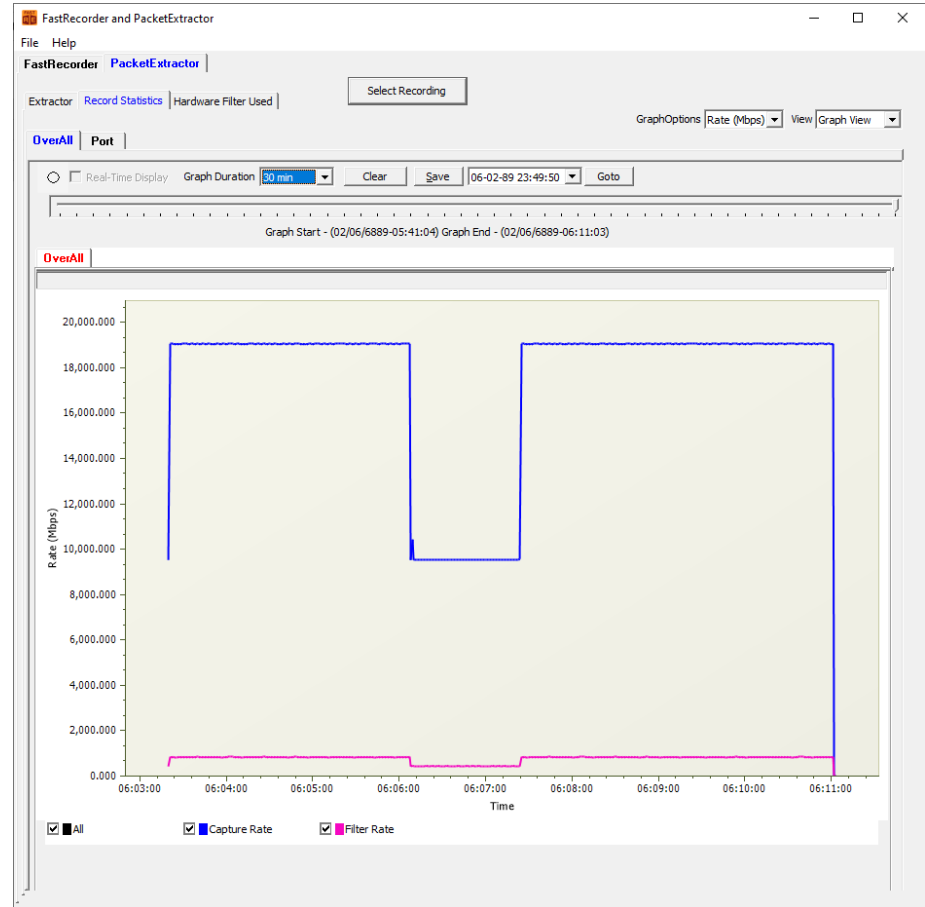 FastRecorder and PacketExtractor
File Help
FastRecorder PacketExtractor
Select Recording
Extractor Record Statistics Hardware Filter Used
GraphOptions Rate (Mbps) View Graph View
OverAll Port
Real-Time Display Graph Duration 30 min Clear Save 06-02-89 23:49:50 Goto
Graph Start - (02/06/6889-05:41:04) Graph End - (02/06/6889-06:11:03)
OverAll
20,000.000
18,000.000
16,000.000
14,000.000
12,000.000
10,000.000
8,000.000
6,000.000
4,000.000
2,000.000
0.000
Rate (Mbps)
06:03:00 06:04:00 06:05:00 06:06:00 06:07:00 06:08:00 06:09:00 06:10:00 06:11:00
Time
All Capture Rate Filter Rate